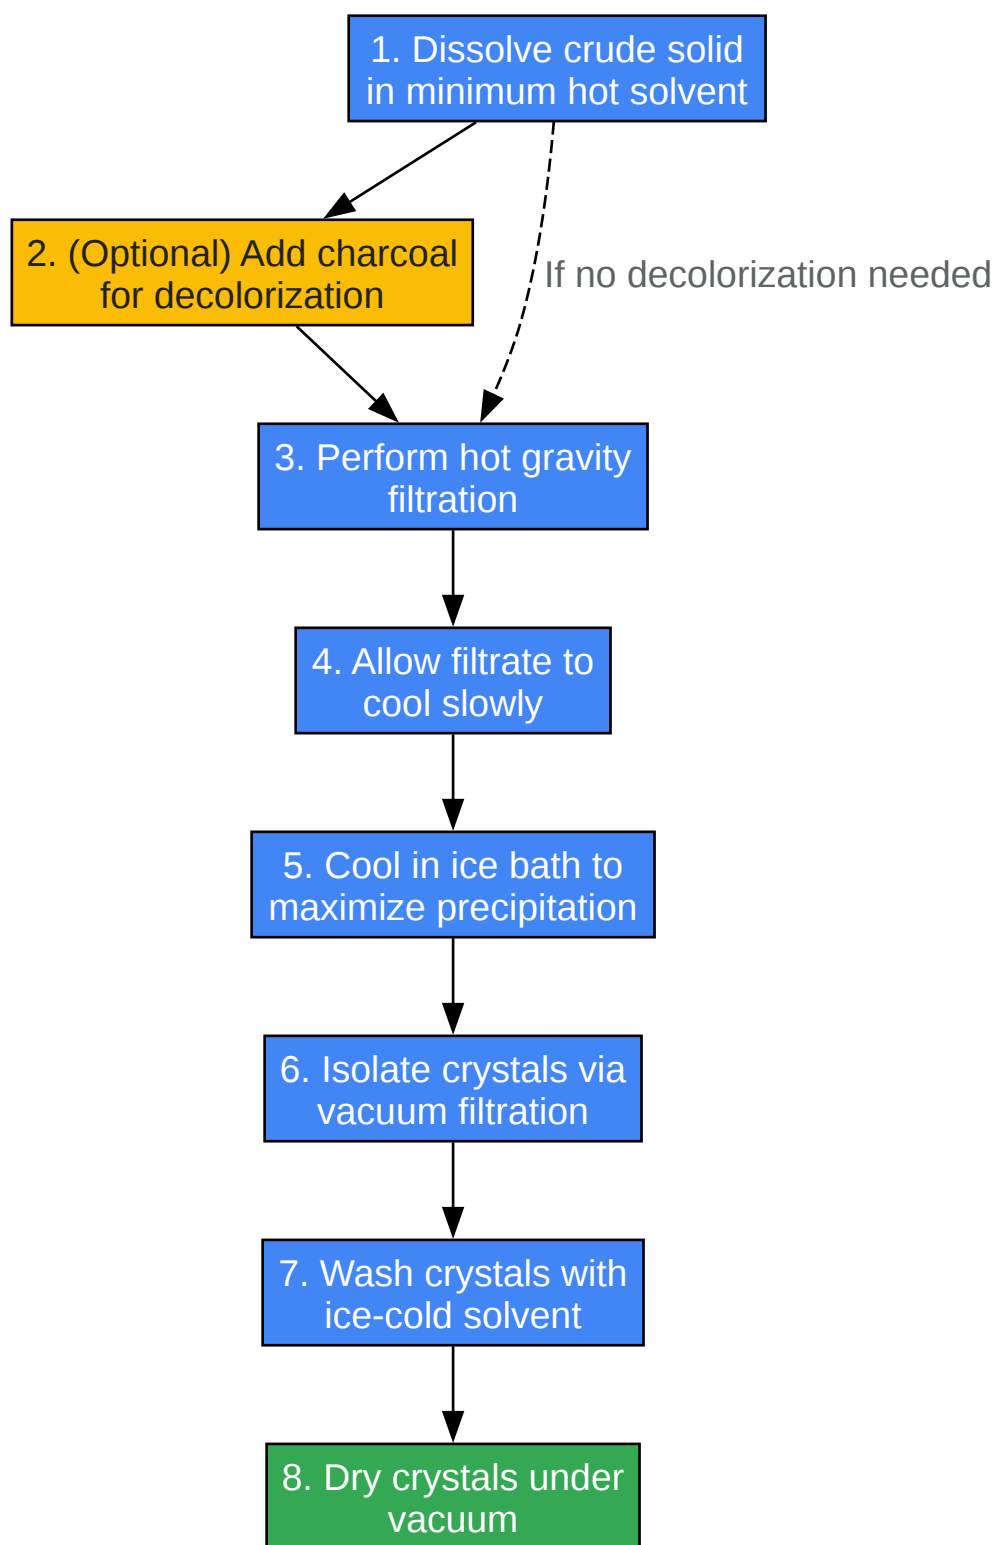 1. Dissolve crude solid
in minimum hot solvent
2. (Optional) Add charcoal
for decolorization
If no decolorization needed
3. Perform hot gravity
filtration
4. Allow filtrate to
cool slowly
5. Cool in ice bath to
maximize precipitation
6. Isolate crystals via
vacuum filtration
7. Wash crystals with
ice-cold solvent
8. Dry crystals under
vacuum